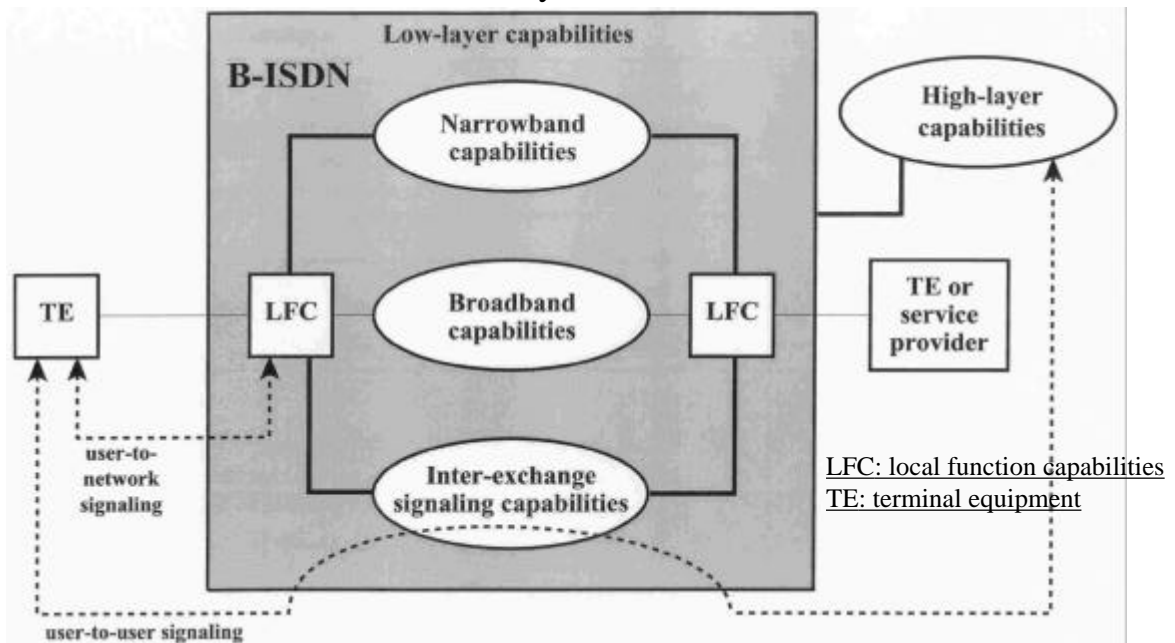 Low-layer capabilities
B-ISDN
High-layer
capabilities
Narrowband
capabilities
TE
LFC
Broadband
capabilities
LFC
TE or
service
provider
user-to-
network
signaling
Inter-exchange
signaling capabilities
LFC: local function capabilities
TE: terminal equipment
user-to-user signaling